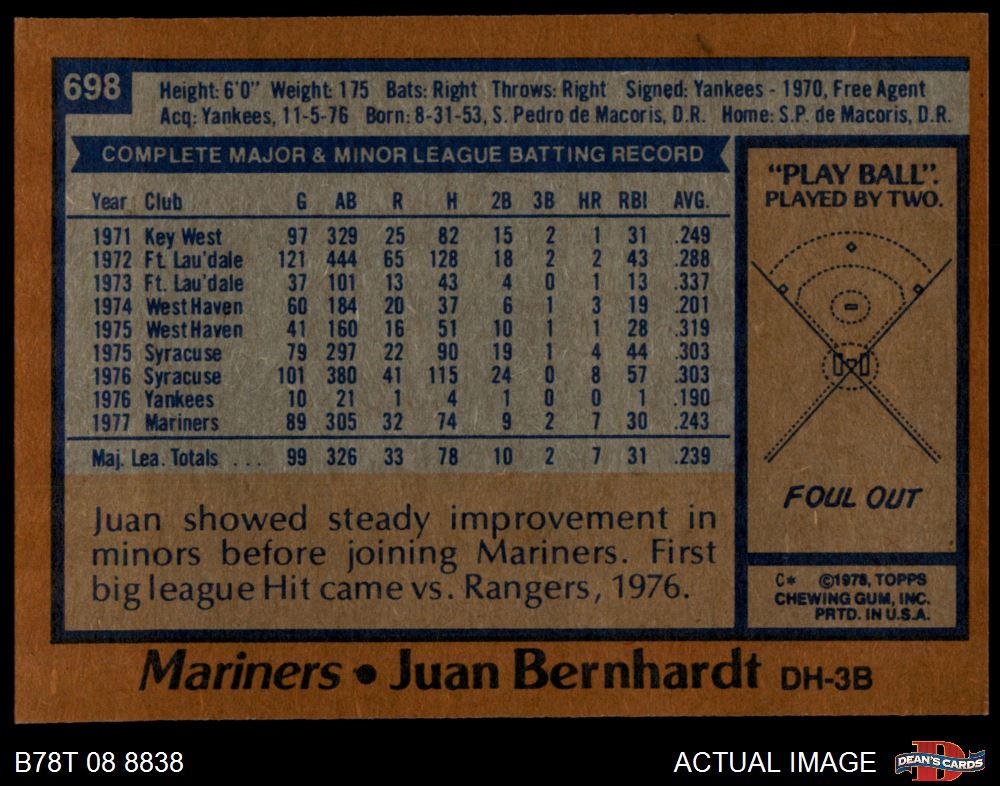 698
Height: 6'0" Weight: 175 Bats: Right Throws: Right Signed: Yankees - 1970, Free Agent
Acq: Yankees, 11-5-76 Born: 8-31-53, S. Pedro de Macoris, D.R. Home: S.P. de Macoris, D.R.
COMPLETE MAJOR & MINOR LEAGUE BATTING RECORD
Year Club G AB R H 2B 3B HR RBI AVG.
1971 Key West 97 329 25 82 15 2 1 31 .249
1972 Ft. Lau'dale 121 444 65 128 18 2 2 43 .288
1973 Ft. Lau'dale 37 101 13 43 4 0 1 13 .337
1974 West Haven 60 184 20 37 6 1 3 19 .201
1975 West Haven 41 160 16 51 10 1 1 28 .319
1975 Syracuse 79 297 22 90 19 1 4 44 .303
1976 Syracuse 101 380 41 115 24 0 8 57 .303
1976 Yankees 10 21 1 4 1 0 0 1 .190
1977 Mariners 89 305 32 74 9 2 7 30 .243
Maj. Lea. Totals ... 99 326 33 78 10 2 7 31 .239
Juan showed steady improvement in
minors before joining Mariners. First
big league Hit came vs. Rangers, 1976.
"PLAY BALL".
PLAYED BY TWO.
FOUL OUT
C* ©1978, TOPPS
CHEWING GUM, INC.
PRTD. IN U.S.A.
Mariners • Juan Bernhardt DH-3B
B78T 08 8838
ACTUAL IMAGE
D
DEAN'S CARDS